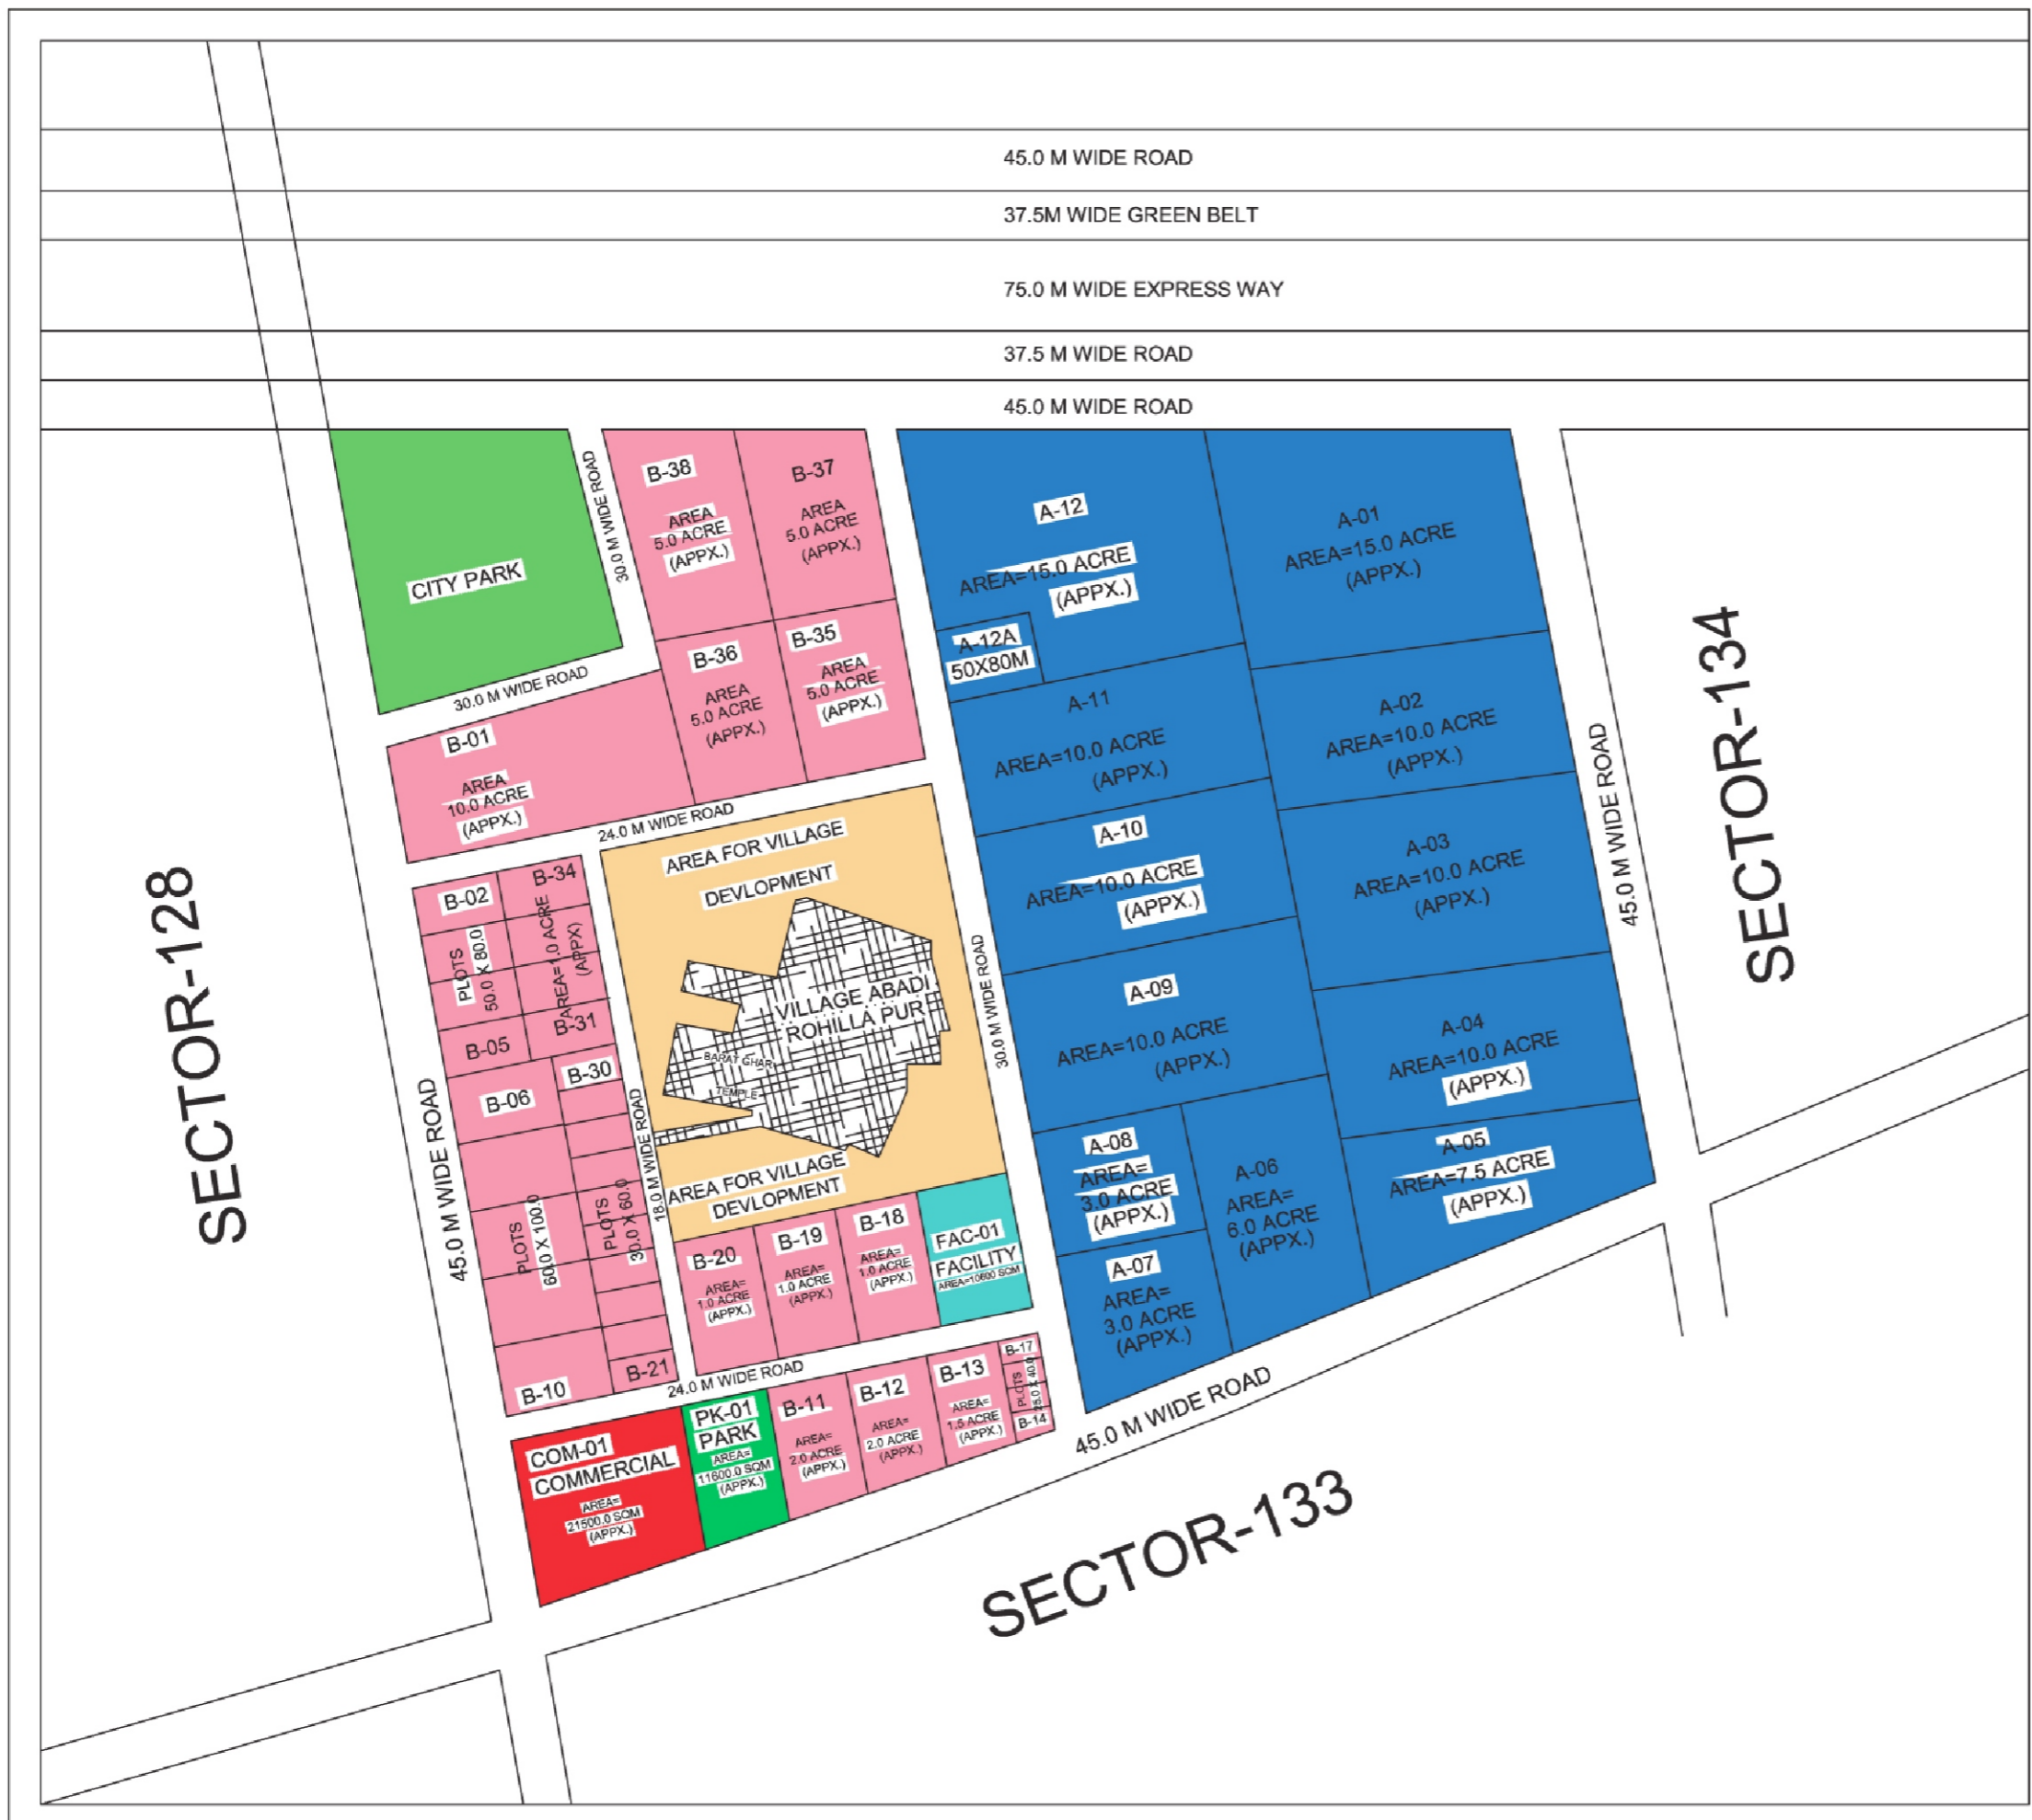 45.0 M WIDE ROAD
37.5M WIDE GREEN BELT
75.0 M WIDE EXPRESS WAY
37.5 M WIDE ROAD
45.0 M WIDE ROAD
CITY PARK
30.0 M WIDE ROAD
30.0 M WIDE ROAD
B-38
AREA
5.0 ACRE
(APPX.)
B-37
AREA
5.0 ACRE
(APPX.)
B-36
AREA
5.0 ACRE
(APPX.)
B-35
AREA
5.0 ACRE
(APPX.)
B-01
AREA
10.0 ACRE
(APPX.)
24.0 M WIDE ROAD
A-12
AREA=15.0 ACRE
(APPX.)
A-12A
50X80M
A-01
AREA=15.0 ACRE
(APPX.)
A-11
AREA=10.0 ACRE
(APPX.)
A-02
AREA=10.0 ACRE
(APPX.)
A-10
AREA=10.0 ACRE
(APPX.)
A-03
AREA=10.0 ACRE
(APPX.)
A-09
AREA=10.0 ACRE
(APPX.)
A-04
AREA=10.0 ACRE
(APPX.)
A-08
AREA=
3.0 ACRE
(APPX.)
A-06
AREA=
6.0 ACRE
(APPX.)
A-05
AREA=7.5 ACRE
(APPX.)
A-07
AREA=
3.0 ACRE
(APPX.)
45.0 M WIDE ROAD
SECTOR-134
SECTOR-128
45.0 M WIDE ROAD
B-02
PLOTS
50.0 X 80.0
B-05
B-34
AREA=1.0 ACRE
(APPX)
B-31
B-06
PLOTS
60.0 X 100.0
B-10
B-30
PLOTS
30.0 X 60.0
B-21
18.0 M WIDE ROAD
AREA FOR VILLAGE
DEVLOPMENT
VILLAGE ABADI
ROHILLA PUR
BARAT GHAR
TEMPLE
AREA FOR VILLAGE
DEVLOPMENT
30.0 M WIDE ROAD
B-20
AREA=
1.0 ACRE
(APPX.)
B-19
AREA=
1.0 ACRE
(APPX.)
B-18
AREA=
1.0 ACRE
(APPX.)
FAC-01
FACILITY
AREA=10600 SQM
24.0 M WIDE ROAD
COM-01
COMMERCIAL
AREA=
21500.0 SQM
(APPX.)
PK-01
PARK
AREA=
11600.0 SQM
(APPX.)
B-11
AREA=
2.0 ACRE
(APPX.)
B-12
AREA=
2.0 ACRE
(APPX.)
B-13
AREA=
1.5 ACRE
(APPX.)
B-17
PLOTS
25.0 X 40.0
B-14
45.0 M WIDE ROAD
SECTOR-133